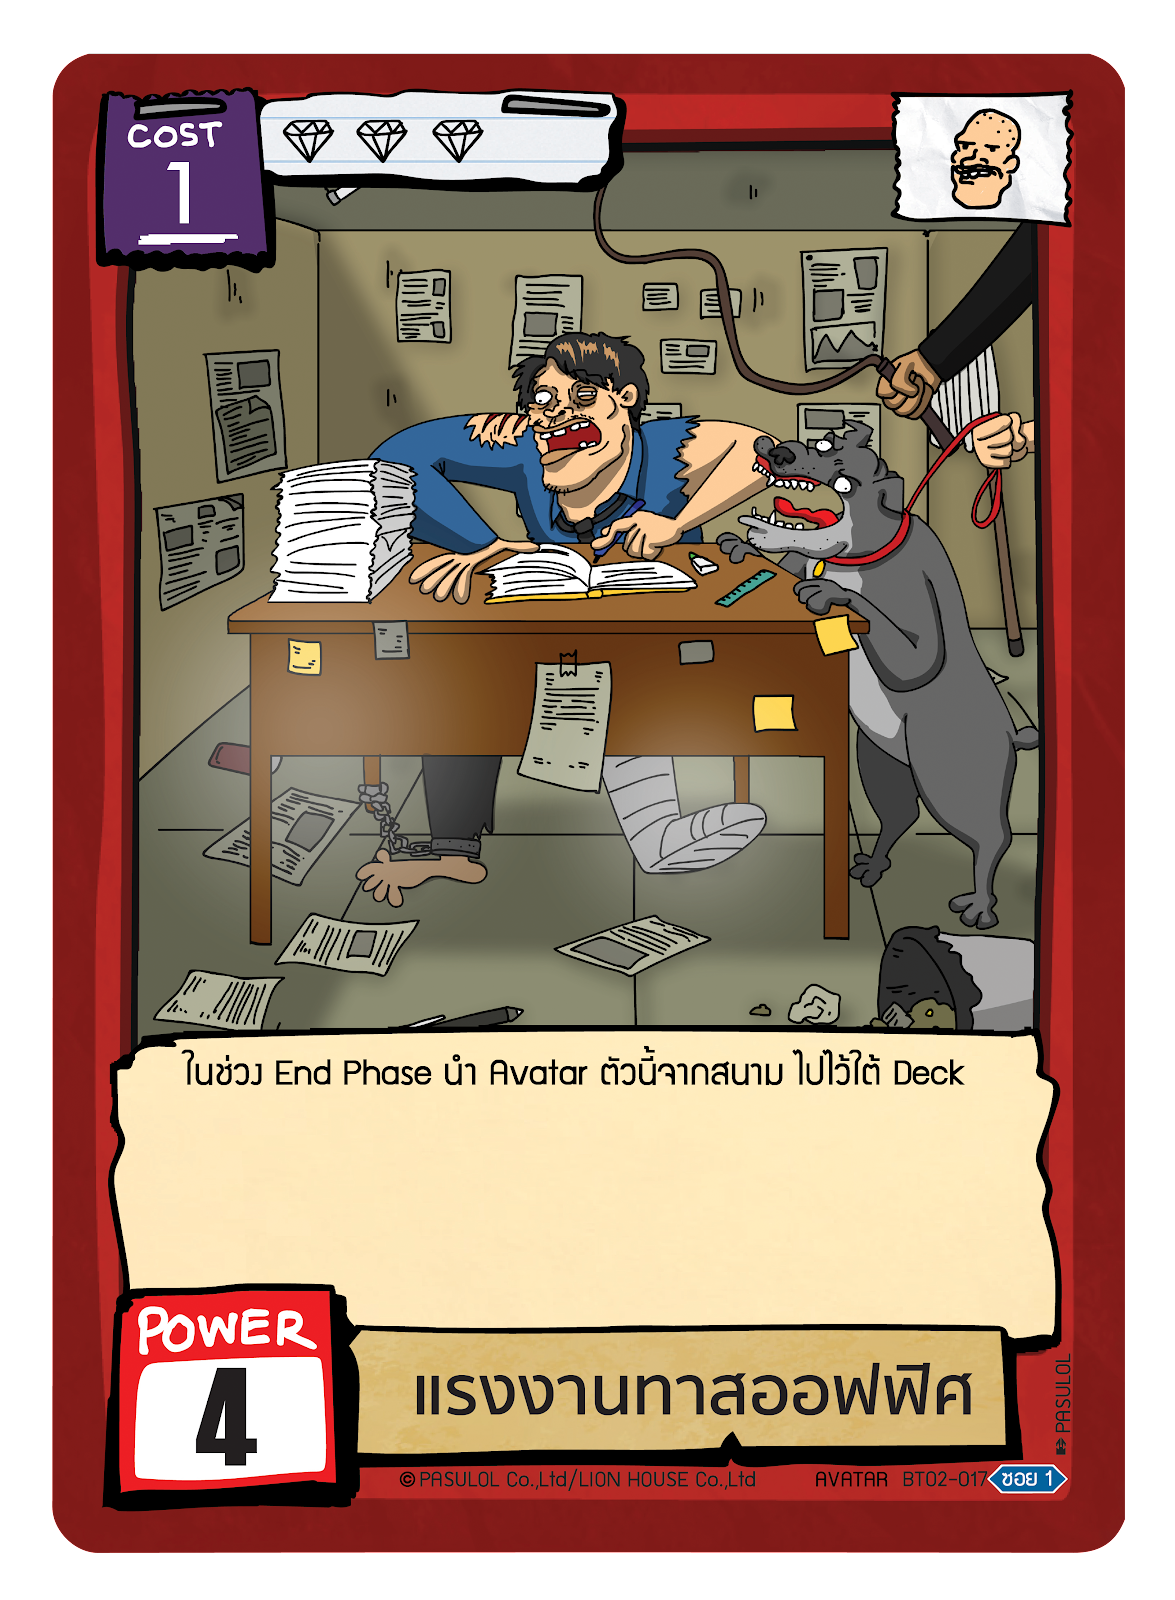 COST
1
ในช่วง End Phase นำ Avatar ตัวนี้จากสนาม ไปไว้ใต้ Deck
POWER
4
แรงงานทาสออฟฟิศ
PASULOL
© PASULOL Co.,Ltd/LION HOUSE Co.,Ltd AVATAR BT02-017 ซอย 1